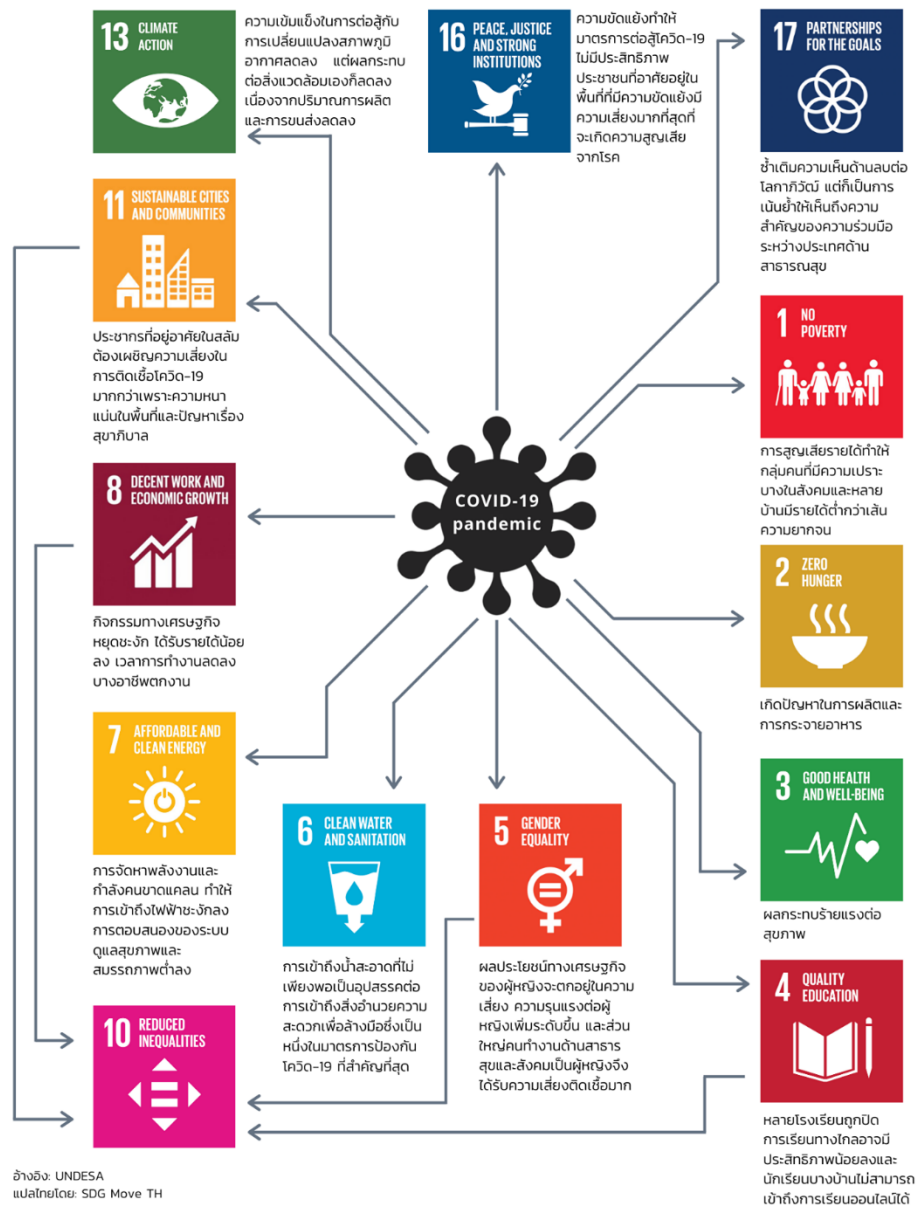 13 CLIMATE
ACTION
ความเข้มแข็งในการต่อสู้กับ
การเปลี่ยนแปลงสภาพภูมิ
อากาศลดลง แต่ผลกระทบ
ต่อสิ่งแวดล้อมเองก็ลดลง
เนื่องจากปริมาณการผลิต
และการขนส่งลดลง
16 PEACE, JUSTICE
AND STRONG
INSTITUTIONS
ความขัดแย้งทำให้
มาตรการต่อสู้โควิด-19
ไม่มีประสิทธิภาพ
ประชาชนที่อาศัยอยู่ใน
พื้นที่ที่มีความขัดแย้งมี
ความเสี่ยงมากที่สุดที่
จะเกิดความสูญเสีย
จากโรค
17 PARTNERSHIPS
FOR THE GOALS
ซ้ำเติมความเห็นด้านลบต่อ
โลกาภิวัตน์ แต่ก็เป็นการ
เน้นย้ำให้เห็นถึงความ
สำคัญของความร่วมมือ
ระหว่างประเทศด้าน
สาธารณสุข
11 SUSTAINABLE CITIES
AND COMMUNITIES
ประชากรที่อยู่อาศัยในสลัม
ต้องเผชิญความเสี่ยงใน
การติดเชื้อโควิด-19
มากกว่าเพราะความหนา
แน่นในพื้นที่และปัญหาเรื่อง
สุขาภิบาล
1 NO
POVERTY
การสูญเสียรายได้ทำให้
กลุ่มคนที่มีความเปราะ
บางในสังคมและหลาย
บ้านมีรายได้ต่ำกว่าเส้น
ความยากจน
COVID-19
pandemic
8 DECENT WORK AND
ECONOMIC GROWTH
กิจกรรมทางเศรษฐกิจ
หยุดชะงัก ได้รับรายได้น้อย
ลง เวลาการทำงานลดลง
บางอาชีพตกงาน
2 ZERO
HUNGER
เกิดปัญหาในการผลิตและ
การกระจายอาหาร
7 AFFORDABLE AND
CLEAN ENERGY
การจัดหาพลังงานและ
กำลังคนขาดแคลน ทำให้
การเข้าถึงไฟฟ้าชะงักลง
การตอบสนองของระบบ
ดูแลสุขภาพและ
สมรรถภาพต่ำลง
6 CLEAN WATER
AND SANITATION
การเข้าถึงน้ำสะอาดที่ไม่
เพียงพอเป็นอุปสรรคต่อ
การเข้าถึงสิ่งอำนวยความ
สะดวกเพื่อล้างมือซึ่งเป็น
หนึ่งในมาตรการป้องกัน
โควิด-19 ที่สำคัญที่สุด
5 GENDER
EQUALITY
ผลประโยชน์ทางเศรษฐกิจ
ของผู้หญิงจะตกอยู่ในความ
เสี่ยง ความรุนแรงต่อผู้
หญิงเพิ่มระดับขึ้น และส่วน
ใหญ่คนทำงานด้านสาธาร
สุขและสังคมเป็นผู้หญิงจึง
ได้รับความเสี่ยงติดเชื้อมาก
3 GOOD HEALTH
AND WELL-BEING
ผลกระทบร้ายแรงต่อ
สุขภาพ
4 QUALITY
EDUCATION
หลายโรงเรียนถูกปิด
การเรียนทางไกลอาจมี
ประสิทธิภาพน้อยลงและ
นักเรียนบางบ้านไม่สามารถ
เข้าถึงการเรียนออนไลน์ได้
10 REDUCED
INEQUALITIES
อ้างอิง: UNDESA
แปลไทยโดย: SDG Move TH